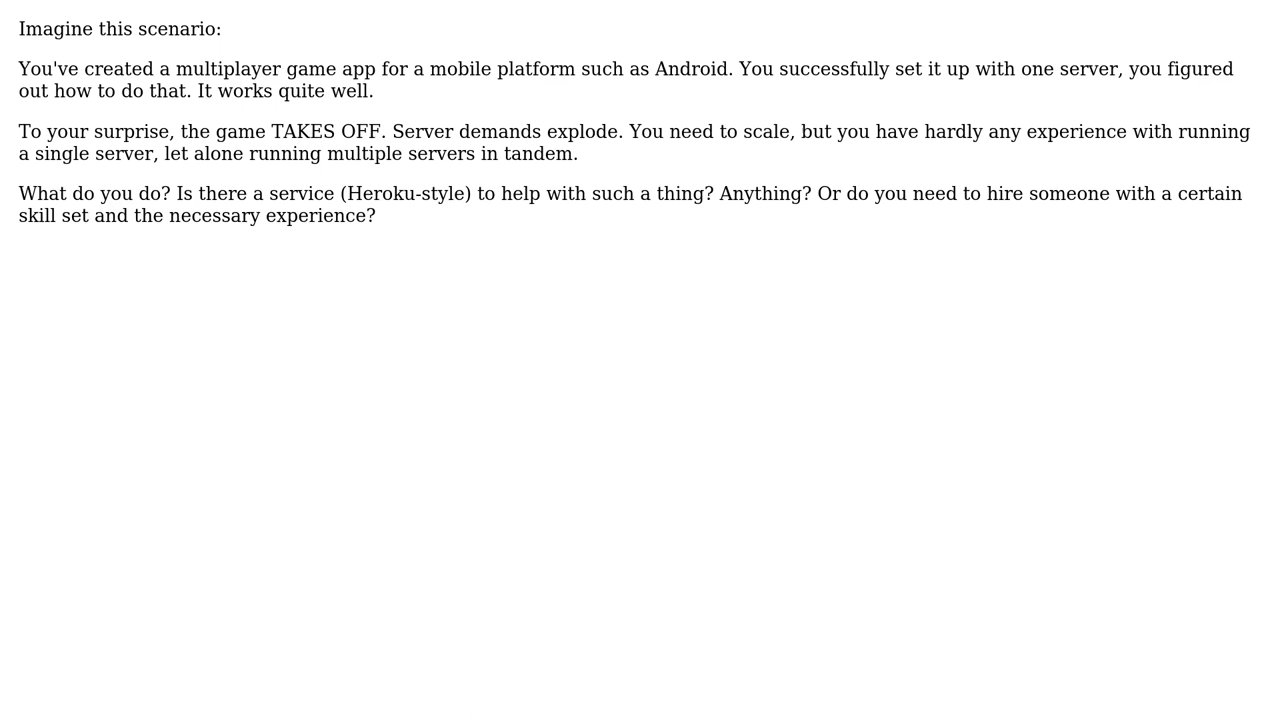 Imagine this scenario:
You've created a multiplayer game app for a mobile platform such as Android. You successfully set it up with one server, you figured
out how to do that. It works quite well.
To your surprise, the game TAKES OFF. Server demands explode. You need to scale, but you have hardly any experience with running
a single server, let alone running multiple servers in tandem.
What do you do? Is there a service (Heroku-style) to help with such a thing? Anything? Or do you need to hire someone with a certain
skill set and the necessary experience?